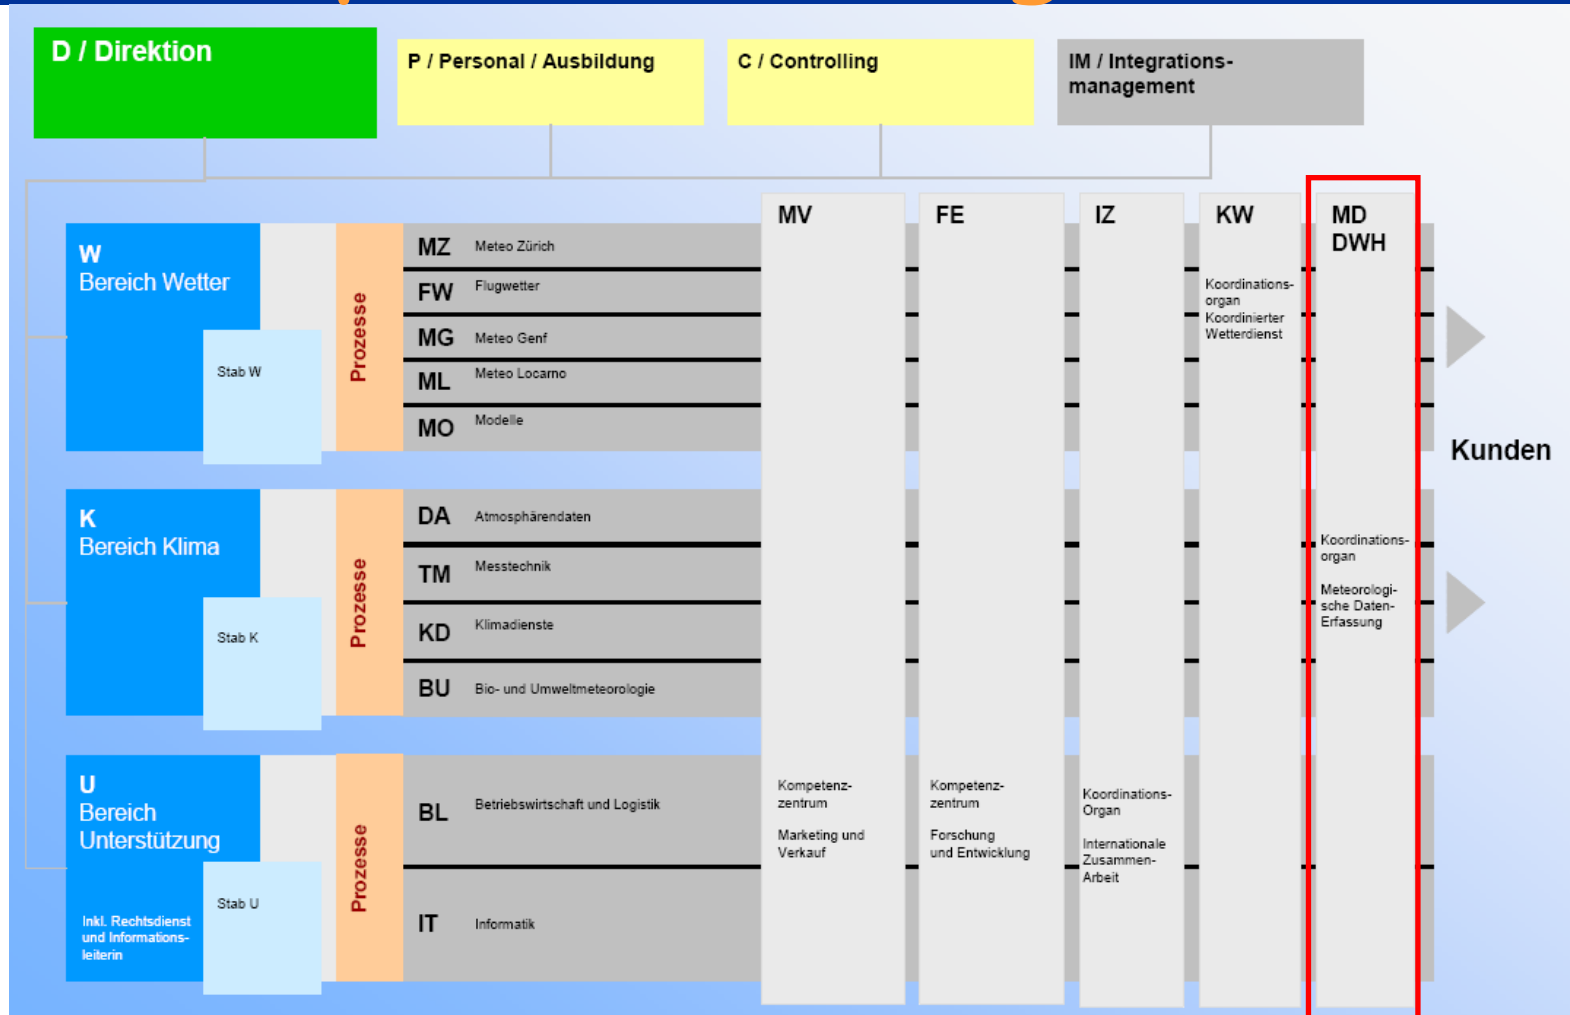 D / Direktion
P / Personal / Ausbildung
C / Controlling
IM / Integrations-
management
MV
FE
IZ
KW
MD
DWH
W
Bereich Wetter
Stab W
Prozesse
MZ Meteo Zürich
FW Flugwetter
MG Meteo Genf
ML Meteo Locarno
MO Modelle
Koordinations-
organ
Koordinierter
Wetterdienst
Kunden
K
Bereich Klima
Stab K
Prozesse
DA Atmosphärendaten
TM Messtechnik
KD Klimadienste
BU Bio- und Umweltmeteorologie
Koordinations-
organ
Meteorologi-
sche Daten-
Erfassung
U
Bereich
Unterstützung
Inkl. Rechtsdienst
und Informations-
leiterin
Stab U
Prozesse
BL Betriebswirtschaft und Logistik
IT Informatik
Kompetenz-
zentrum
Marketing und
Verkauf
Kompetenz-
zentrum
Forschung
und Entwicklung
Koordinations-
Organ
Internationale
Zusammen-
Arbeit